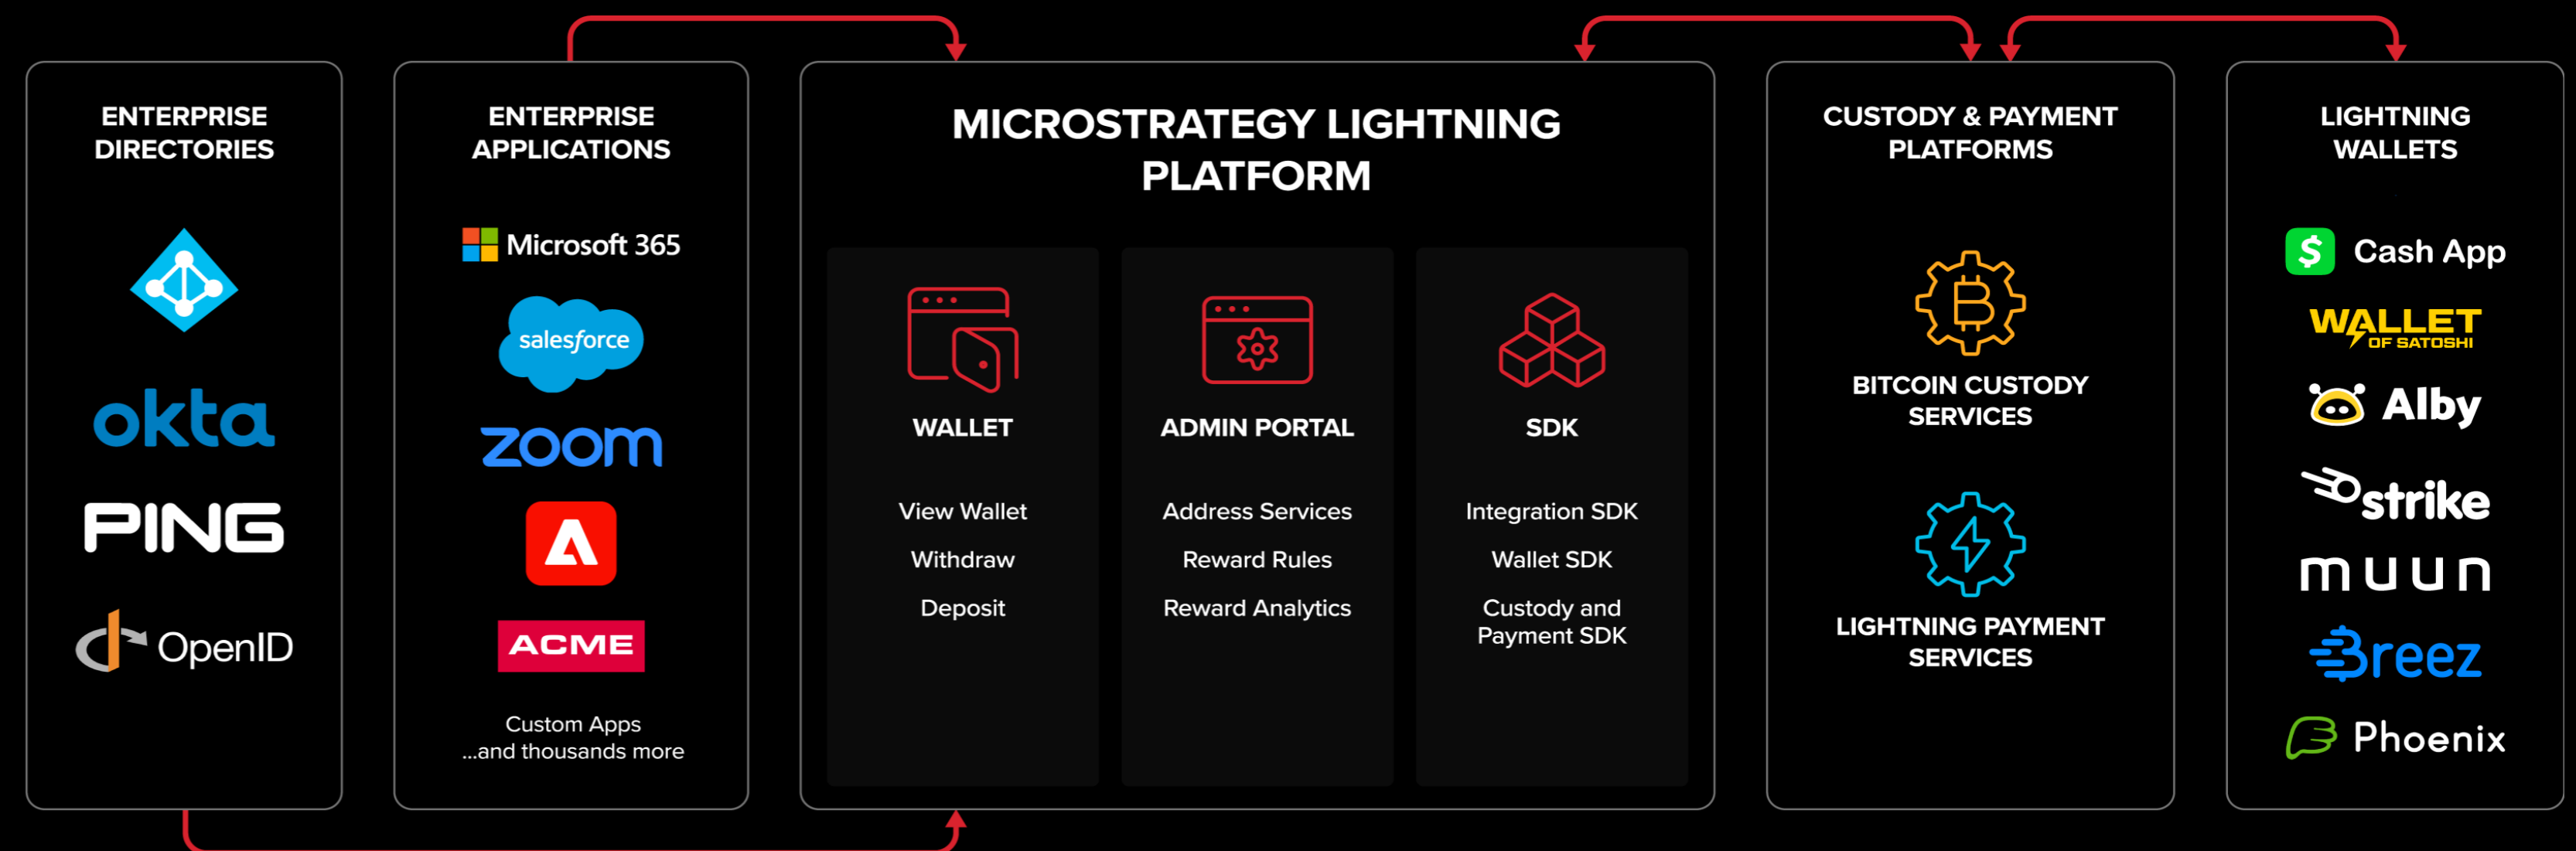 ENTERPRISE
DIRECTORIES
okta
PING
OpenID
ENTERPRISE
APPLICATIONS
Microsoft 365
salesforce
zoom
ACME
Custom Apps
...and thousands more
MICROSTRATEGY LIGHTNING
PLATFORM
WALLET
View Wallet
Withdraw
Deposit
ADMIN PORTAL
Address Services
Reward Rules
Reward Analytics
SDK
Integration SDK
Wallet SDK
Custody and
Payment SDK
CUSTODY & PAYMENT
PLATFORMS
BITCOIN CUSTODY
SERVICES
LIGHTNING PAYMENT
SERVICES
LIGHTNING
WALLETS
$ Cash App
WALLET
OF SATOSHI
Alby
strike
muun
Breez
Phoenix